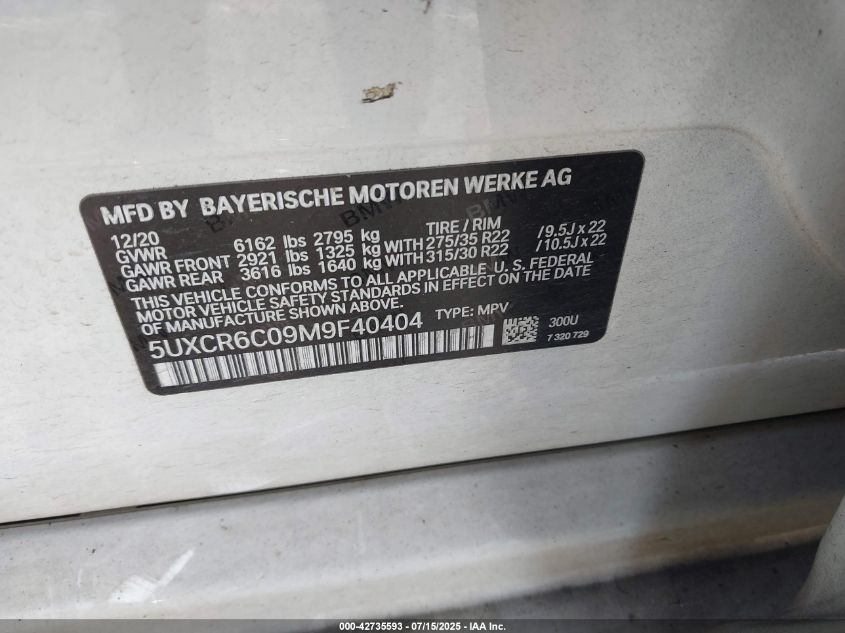 MFD BY BAYERISCHE MOTOREN WERKE AG
12/20 TIRE / RIM
GVWR 6162 lbs 2795 kg
GAWR FRONT 2921 lbs 1325 kg WITH 275/35 R22 /9.5J x 22
GAWR REAR 3616 lbs 1640 kg WITH 315/30 R22 /10.5J x 22
THIS VEHICLE CONFORMS TO ALL APPLICABLE U.S. FEDERAL
MOTOR VEHICLE SAFETY STANDARDS IN EFFECT ON THE DATE
OF MANUFACTURE SHOWN ABOVE.
5UXCR6C09M9F40404 TYPE: MPV 300U
7 320 729
000-42735593 - 07/15/2025 - IAA Inc.